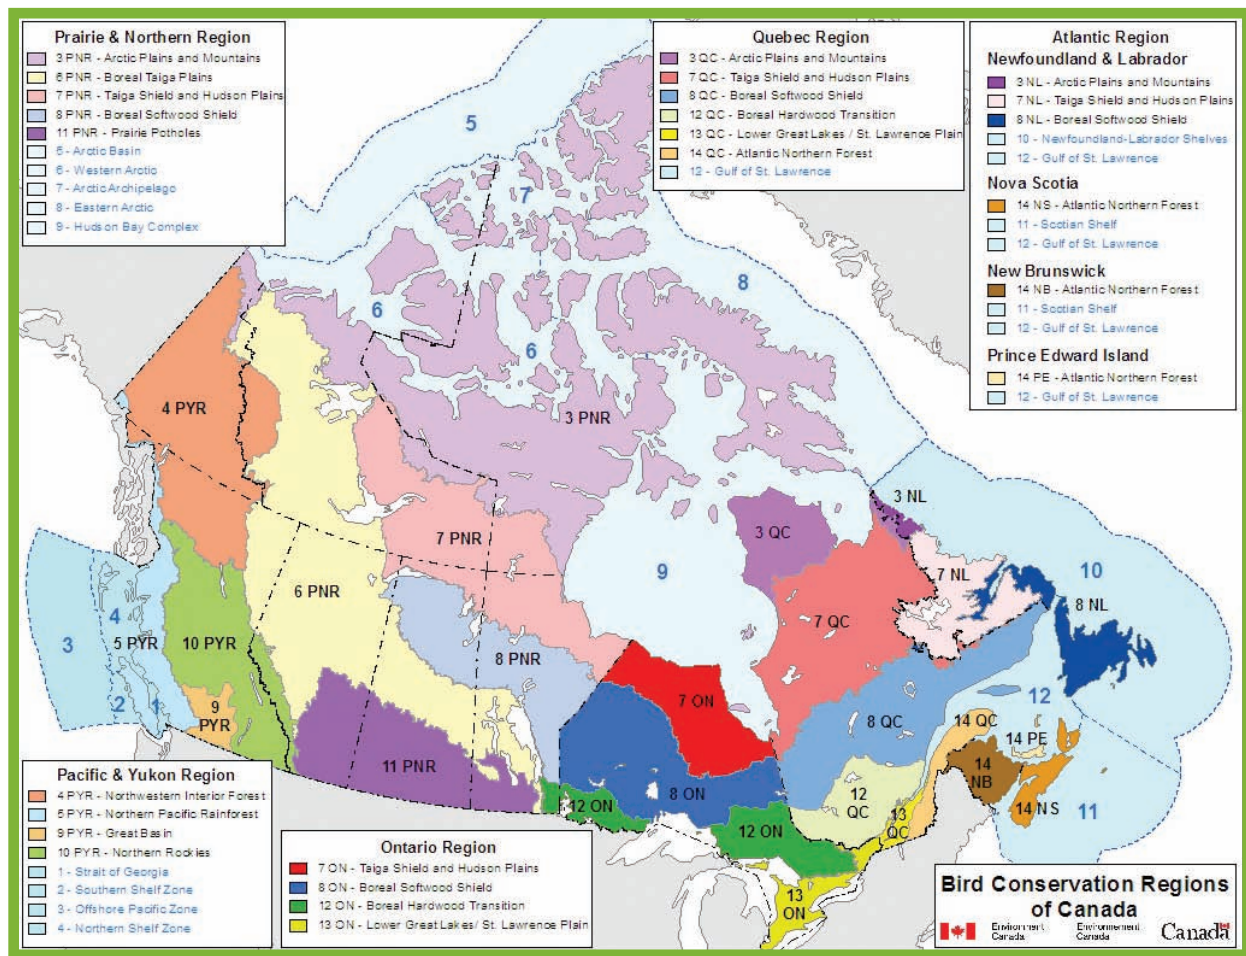 Prairie & Northern Region
3 PNR - Arctic Plains and Mountains
6 PNR - Boreal Taiga Plains
7 PNR - Taiga Shield and Hudson Plains
8 PNR - Boreal Softwood Shield
11 PNR - Prairie Potholes
5 - Arctic Basin
6 - Western Arctic
7 - Arctic Archipelago
8 - Eastern Arctic
9 - Hudson Bay Complex
Quebec Region
3 QC - Arctic Plains and Mountains
7 QC - Taiga Shield and Hudson Plains
8 QC - Boreal Softwood Shield
12 QC - Boreal Hardwood Transition
13 QC - Lower Great Lakes / St. Lawrence Plain
14 QC - Atlantic Northern Forest
12 - Gulf of St. Lawrence
Atlantic Region
Newfoundland & Labrador
3 NL - Arctic Plains and Mountains
7 NL - Taiga Shield and Hudson Plains
8 NL - Boreal Softwood Shield
10 - Newfoundland-Labrador Shelves
12 - Gulf of St. Lawrence
Nova Scotia
14 NS - Atlantic Northern Forest
11 - Scotian Shelf
12 - Gulf of St. Lawrence
New Brunswick
14 NB - Atlantic Northern Forest
11 - Scotian Shelf
12 - Gulf of St. Lawrence
Prince Edward Island
14 PE - Atlantic Northern Forest
12 - Gulf of St. Lawrence
5
7
8
6
6
4 PYR
3 PNR
3 NL
3 QC
7 PNR
9
7 NL
10
6 PNR
8 NL
4
5 PYR
10 PYR
7 QC
3
8 PNR
2
1
9
PYR
7 ON
12
8 QC
14 QC
14 PE
11 PNR
14
NB
8 ON
12 ON
12
QC
14 NS
11
13
QC
12 ON
13
ON
Pacific & Yukon Region
4 PYR - Northwestern Interior Forest
5 PYR - Northern Pacific Rainforest
9 PYR - Great Basin
10 PYR - Northern Rockies
1 - Strait of Georgia
2 - Southern Shelf Zone
3 - Offshore Pacific Zone
4 - Northern Shelf Zone
Ontario Region
7 ON - Taiga Shield and Hudson Plains
8 ON - Boreal Softwood Shield
12 ON - Boreal Hardwood Transition
13 ON - Lower Great Lakes/ St. Lawrence Plain
Bird Conservation Regions
of Canada
Environment
Canada
Environnement
Canada
Canada